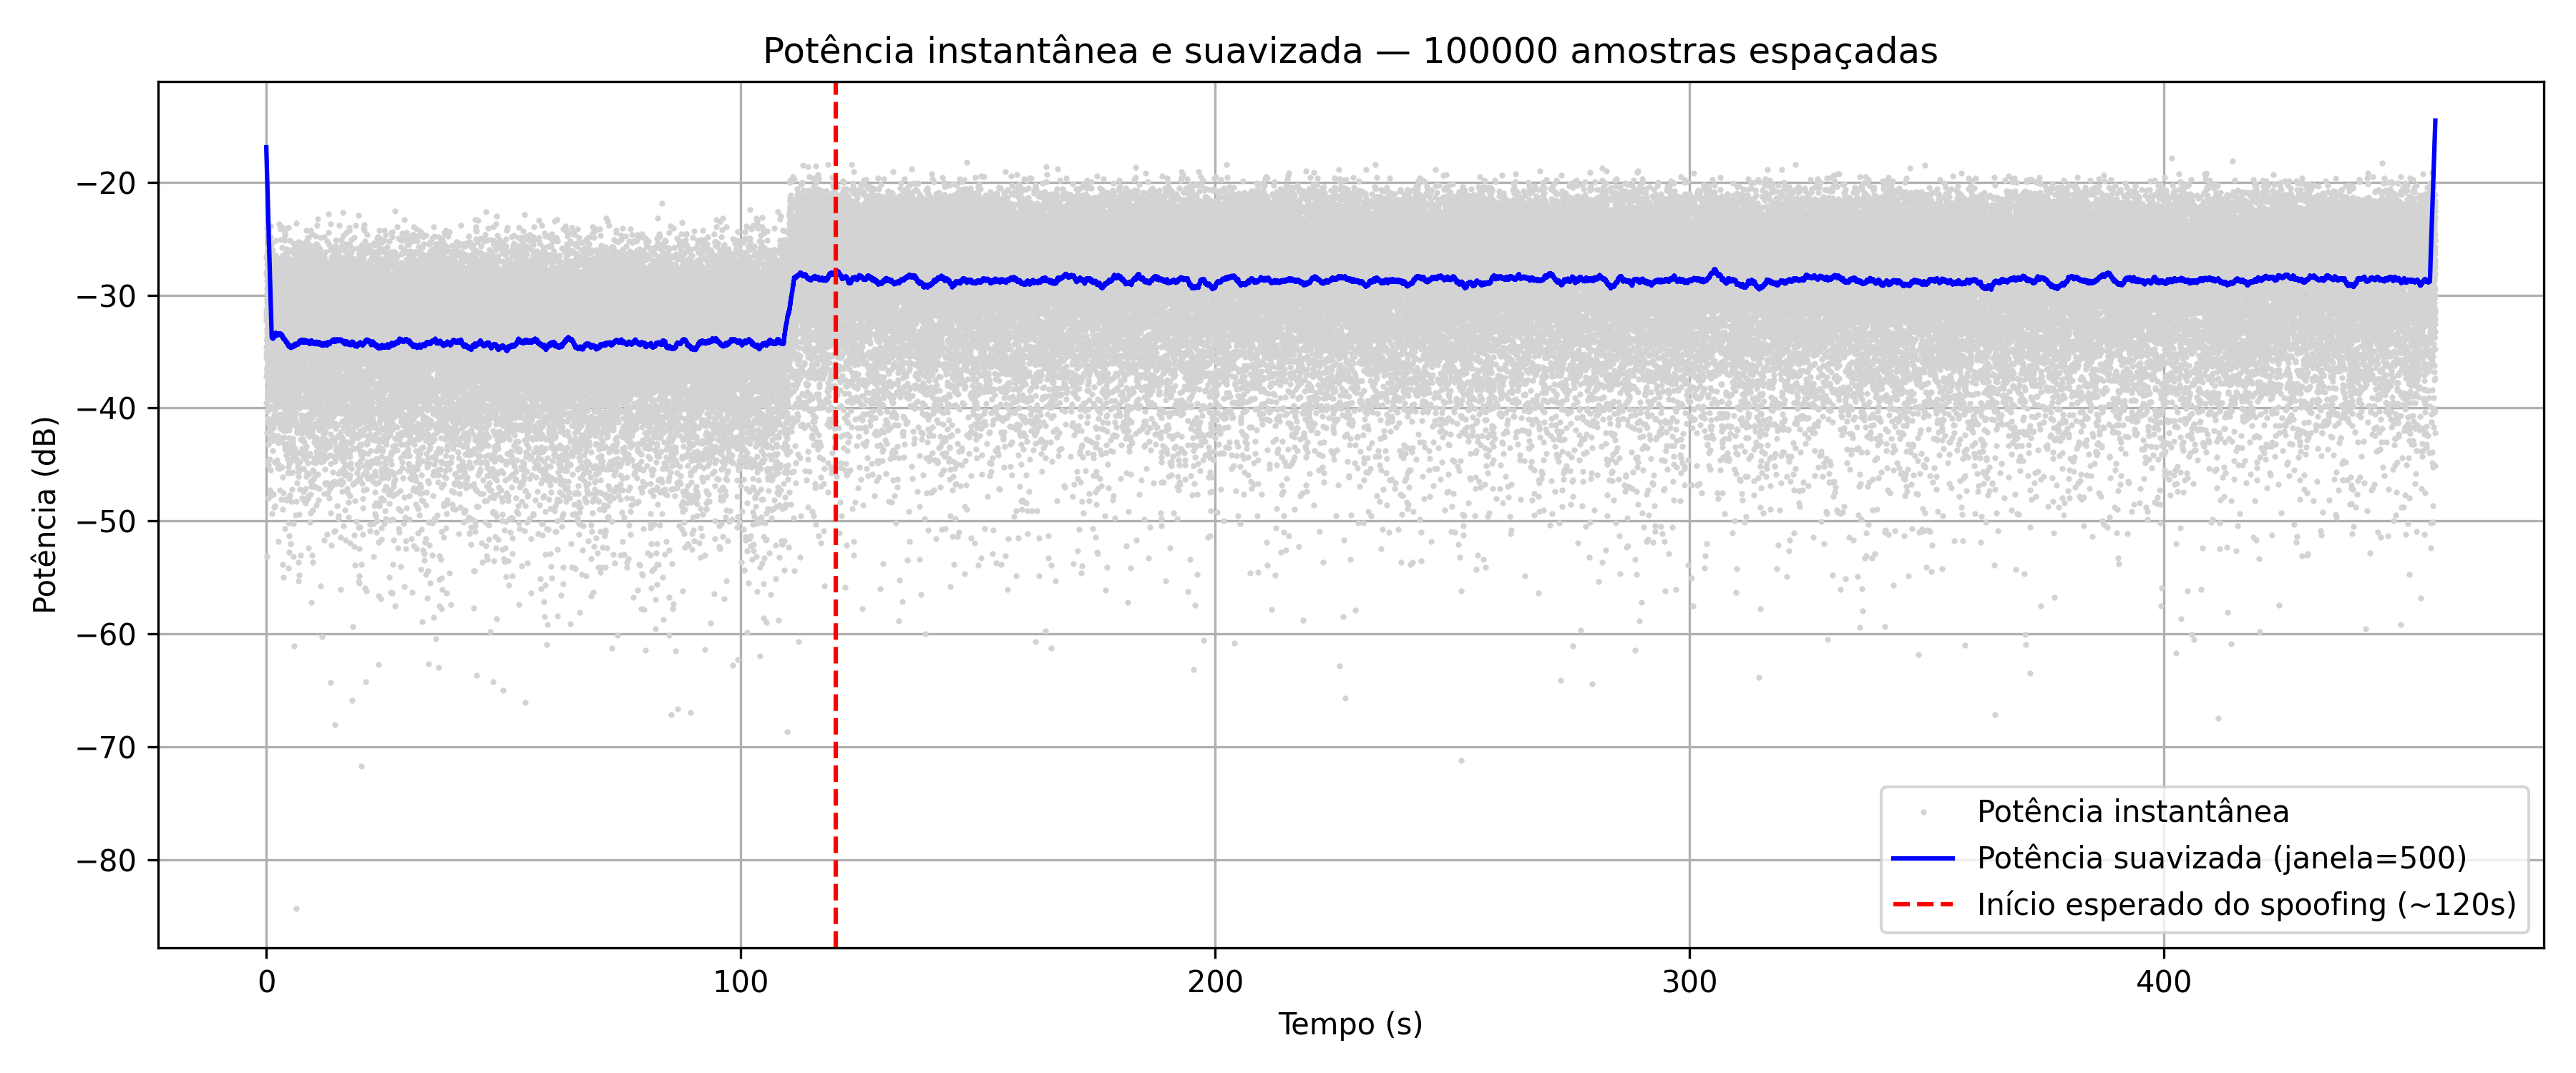 Potência instantânea e suavizada — 100000 amostras espaçadas
−20
−30
−40
−50
−60
−70
−80
Potência (dB)
0 100 200 300 400
Tempo (s)
Potência instantânea
Potência suavizada (janela=500)
Início esperado do spoofing (~120s)